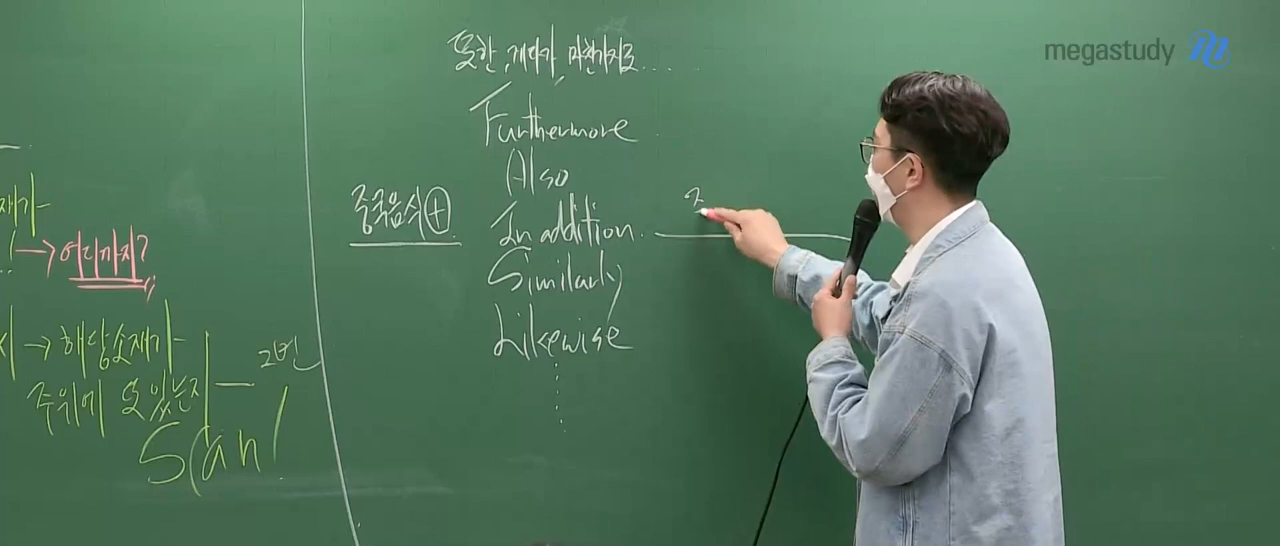 megastudy
또한, 게다가, 마찬가지로.....
Furthermore
Also
중국음식 ⊕
In addition
Similarly
Likewise
재가
→ 어디까지?
→ 해당소재가
주위에 또 있는지 — 2번
Scan!